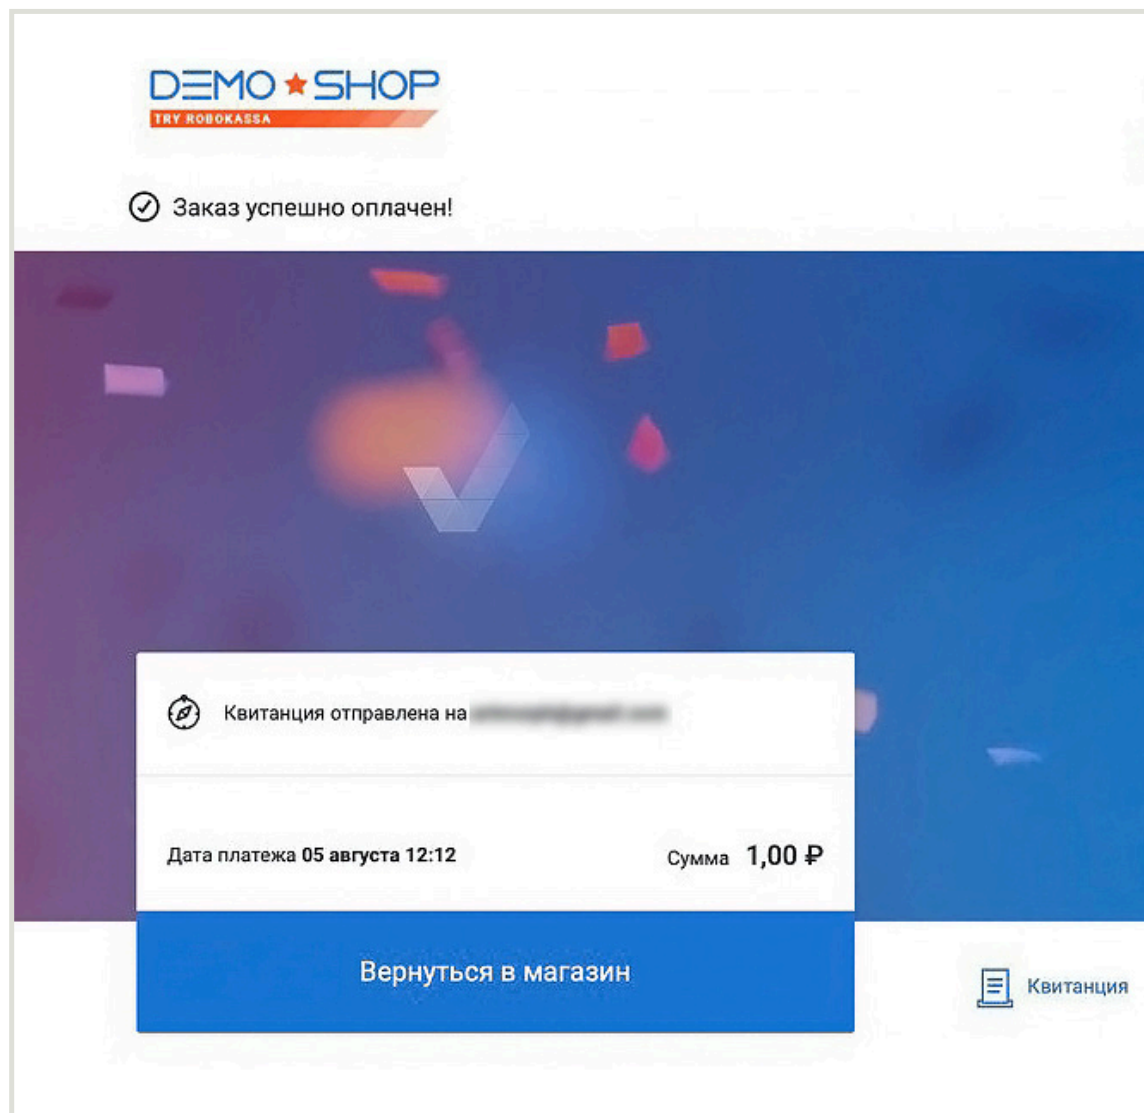 DEMO SHOP
TRY ROBOKASSA
Заказ успешно оплачен!
Квитанция отправлена на
Дата платежа 05 августа 12:12
Сумма 1,00 ₽
Вернуться в магазин
Квитанция